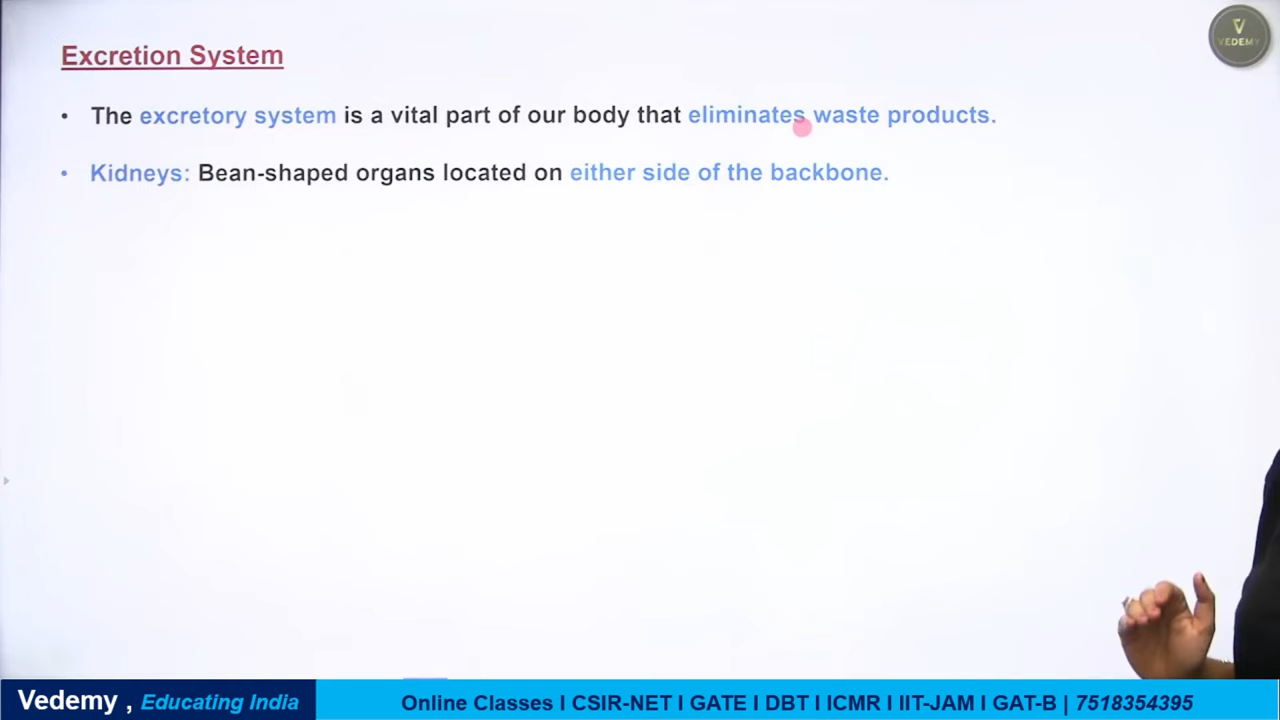 Excretion System
VEDEMY
• The excretory system is a vital part of our body that eliminates waste products.
• Kidneys: Bean-shaped organs located on either side of the backbone.
Vedemy , Educating India
Online Classes I CSIR-NET I GATE I DBT I ICMR I IIT-JAM I GAT-B | 7518354395